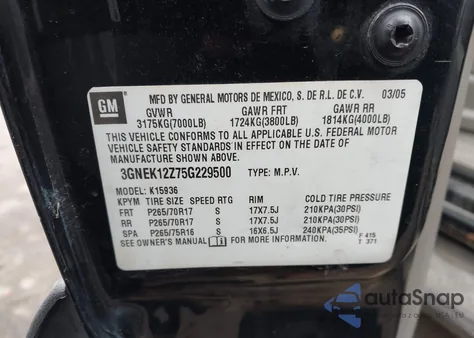 GM
MFD BY GENERAL MOTORS DE MEXICO, S. DE R.L. DE C.V. 03/05
GVWR GAWR FRT GAWR RR
3175KG(7000LB) 1724KG(3800LB) 1814KG(4000LB)
THIS VEHICLE CONFORMS TO ALL APPLICABLE U.S. FEDERAL MOTOR
VEHICLE SAFETY STANDARDS IN EFFECT ON THE DATE OF
MANUFACTURE SHOWN ABOVE.
3GNEK12Z75G229500 TYPE: M.P.V.
MODEL: K15936
KPYM TIRE SIZE SPEED RTG RIM COLD TIRE PRESSURE
FRT P265/70R17 S 17X7.5J 210KPA(30PSI)
RR P265/70R17 S 17X7.5J 210KPA(30PSI)
SPA P265/75R16 S 16X6.5J 240KPA(35PSI)
SEE OWNER'S MANUAL FOR MORE INFORMATION
F 415
T 371
autoSnap